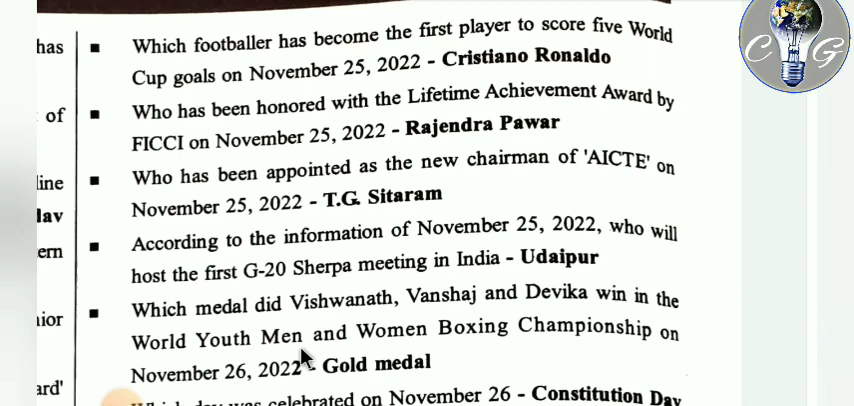 has
of
line
lav
ern
nior
ard'
■ Which footballer has become the first player to score five World
Cup goals on November 25, 2022 - Cristiano Ronaldo
■ Who has been honored with the Lifetime Achievement Award by
FICCI on November 25, 2022 - Rajendra Pawar
■ Who has been appointed as the new chairman of 'AICTE' on
November 25, 2022 - T.G. Sitaram
■ According to the information of November 25, 2022, who will
host the first G-20 Sherpa meeting in India - Udaipur
■ Which medal did Vishwanath, Vanshaj and Devika win in the
World Youth Men and Women Boxing Championship on
November 26, 2022 - Gold medal
celebrated on November 26 - Constitution Day
C G